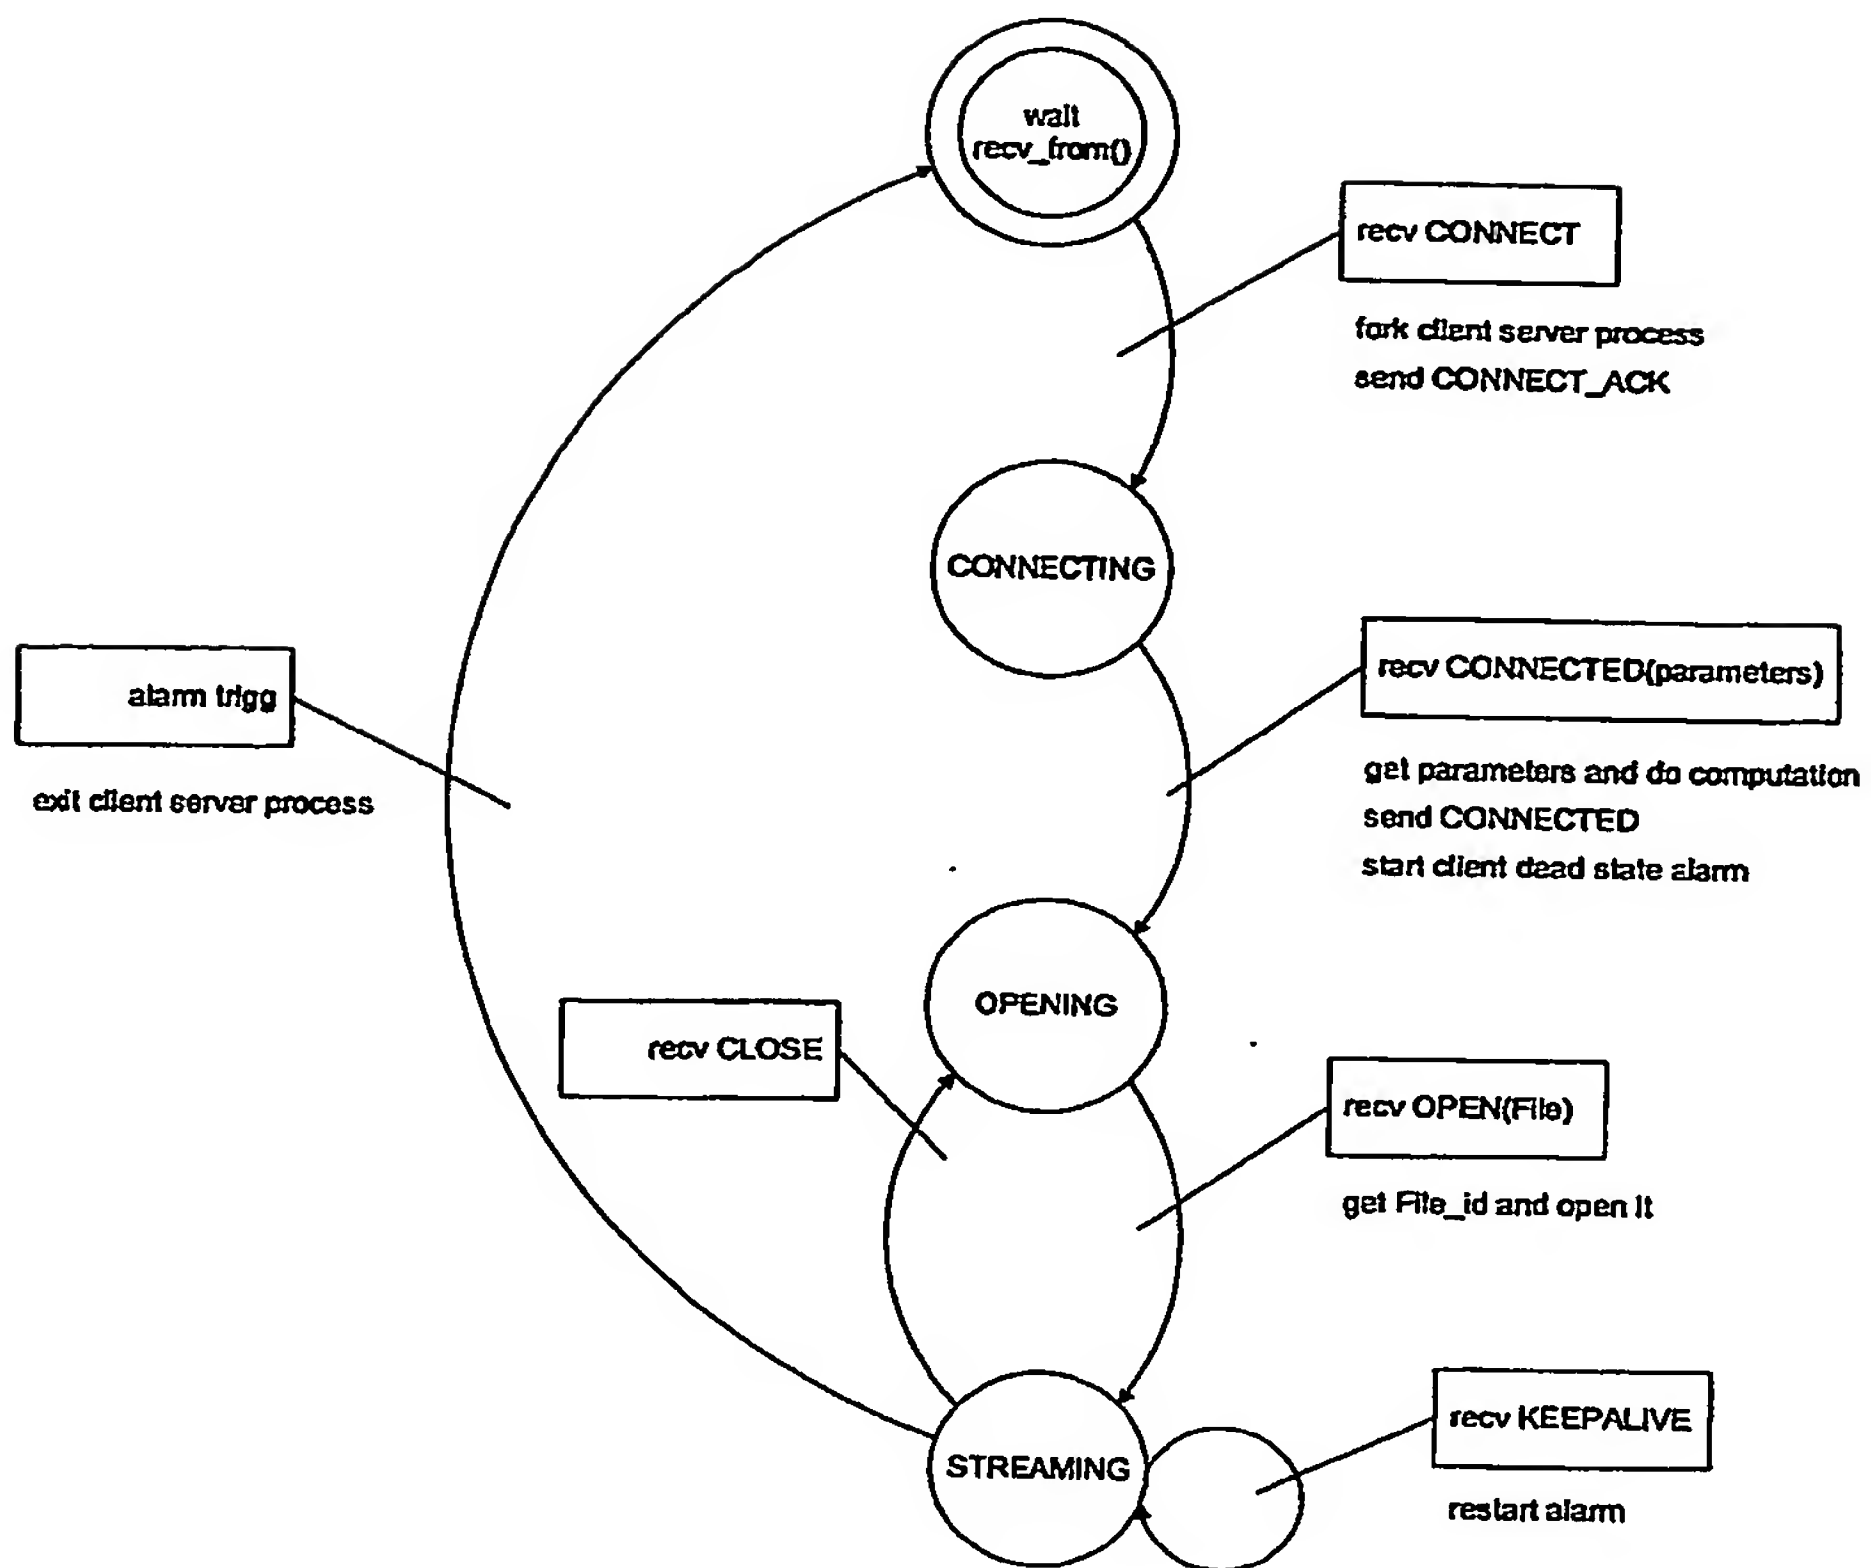 wait
recv_from()
recv CONNECT
fork client server process
send CONNECT_ACK
CONNECTING
alarm trigg
exit client server process
recv CONNECTED(parameters)
get parameters and do computation
send CONNECTED
start client dead state alarm
OPENING
recv CLOSE
recv OPEN(File)
get File_id and open it
STREAMING
recv KEEPALIVE
restart alarm